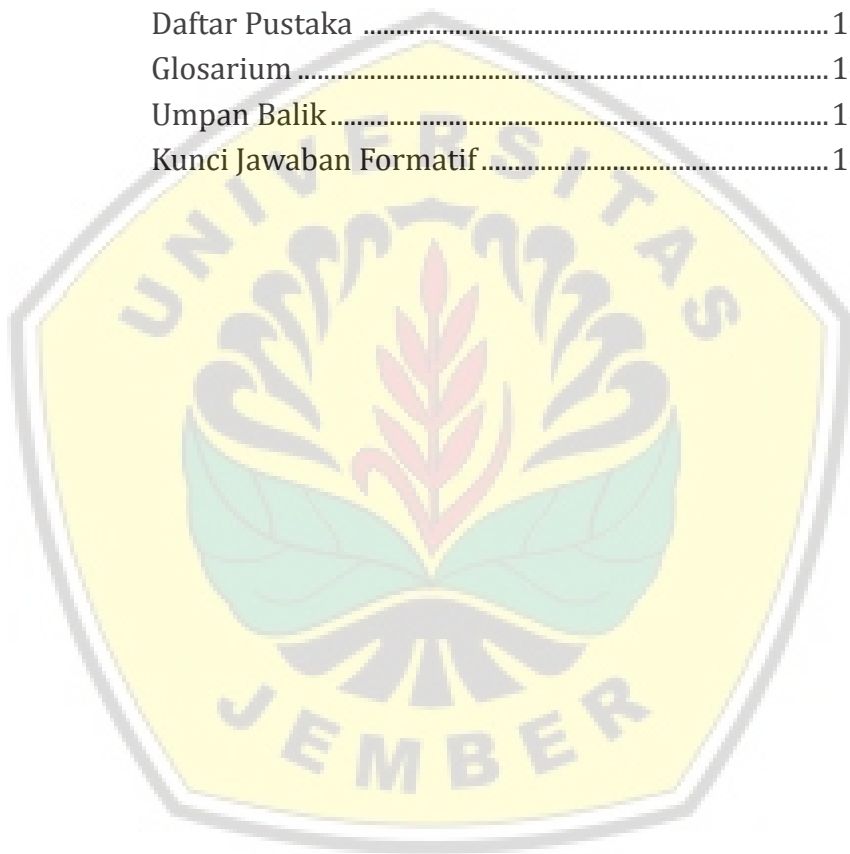 Daftar Pustaka ........................................................................ 1
Glosarium ................................................................................. 1
Umpan Balik ............................................................................. 1
Kunci Jawaban Formatif ..................................................... 1
UNIVERSITAS
JEMBER